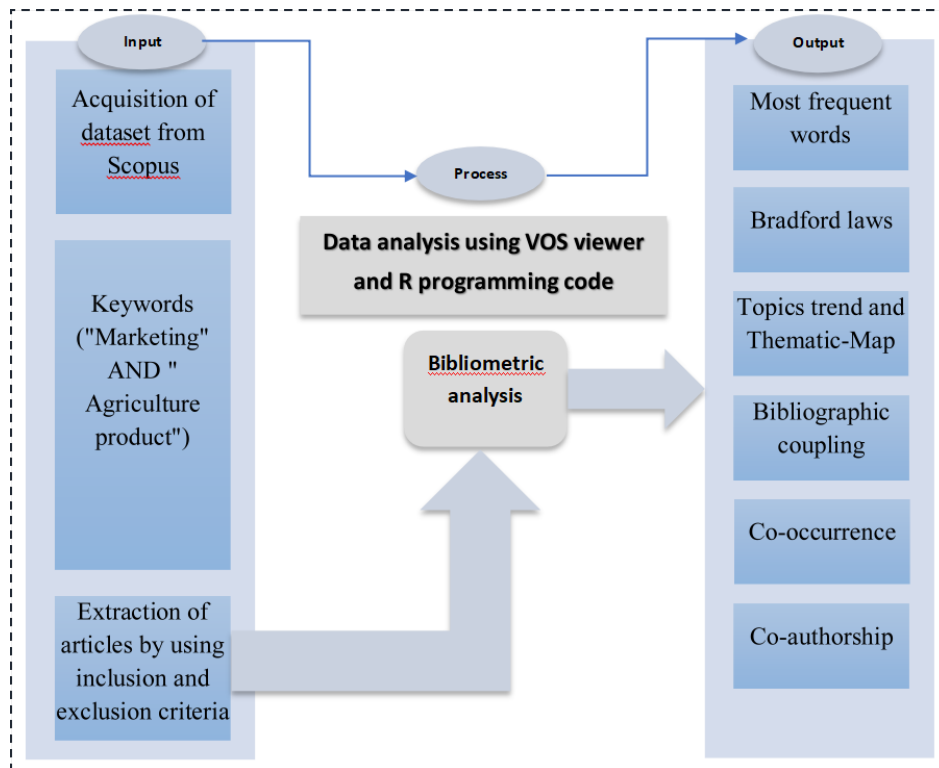 Input
Acquisition of
dataset from
Scopus
Keywords
("Marketing"
AND "
Agriculture
product")
Extraction of
articles by using
inclusion and
exclusion criteria
Process
Data analysis using VOS viewer
and R programming code
Bibliometric
analysis
Output
Most frequent
words
Bradford laws
Topics trend and
Thematic-Map
Bibliographic
coupling
Co-occurrence
Co-authorship